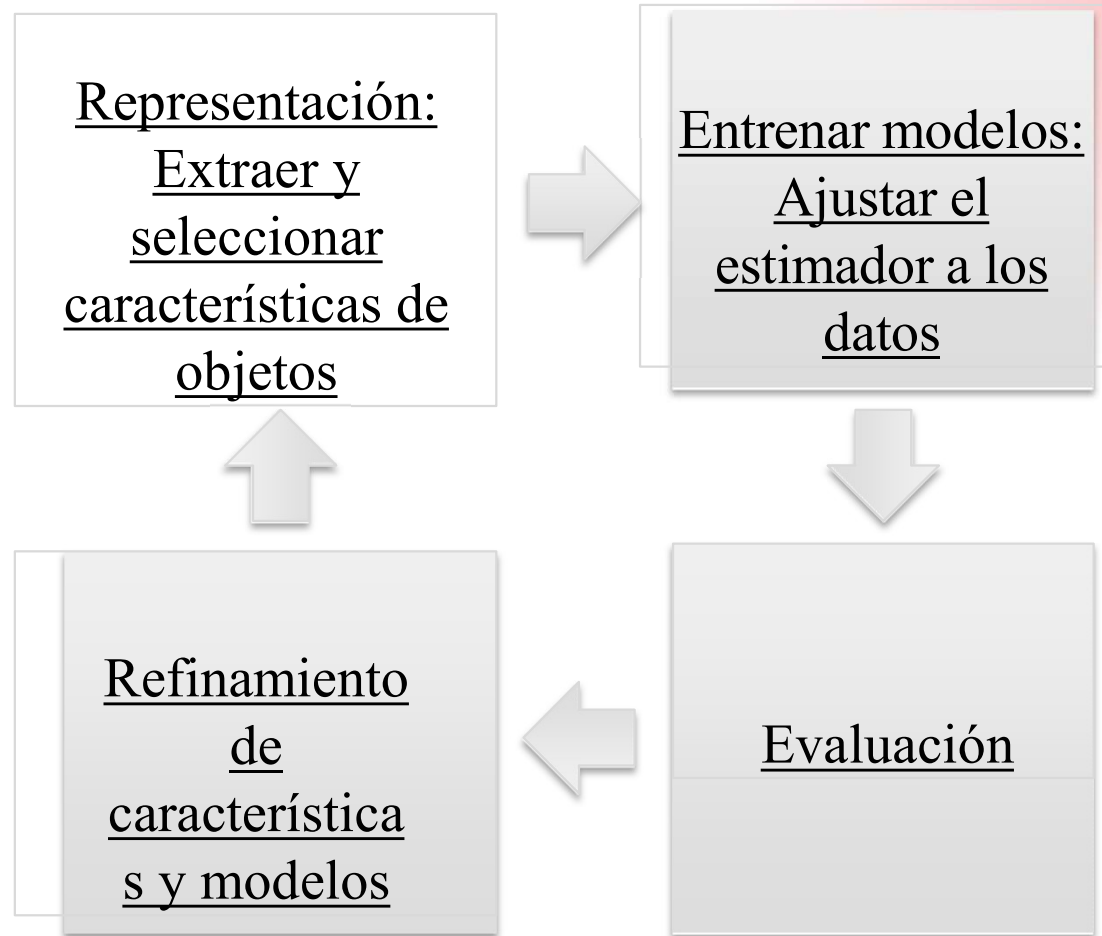 Representación:
Extraer y
seleccionar
características de
objetos
Entrenar modelos:
Ajustar el
estimador a los
datos
Refinamiento
de
característica
s y modelos
Evaluación